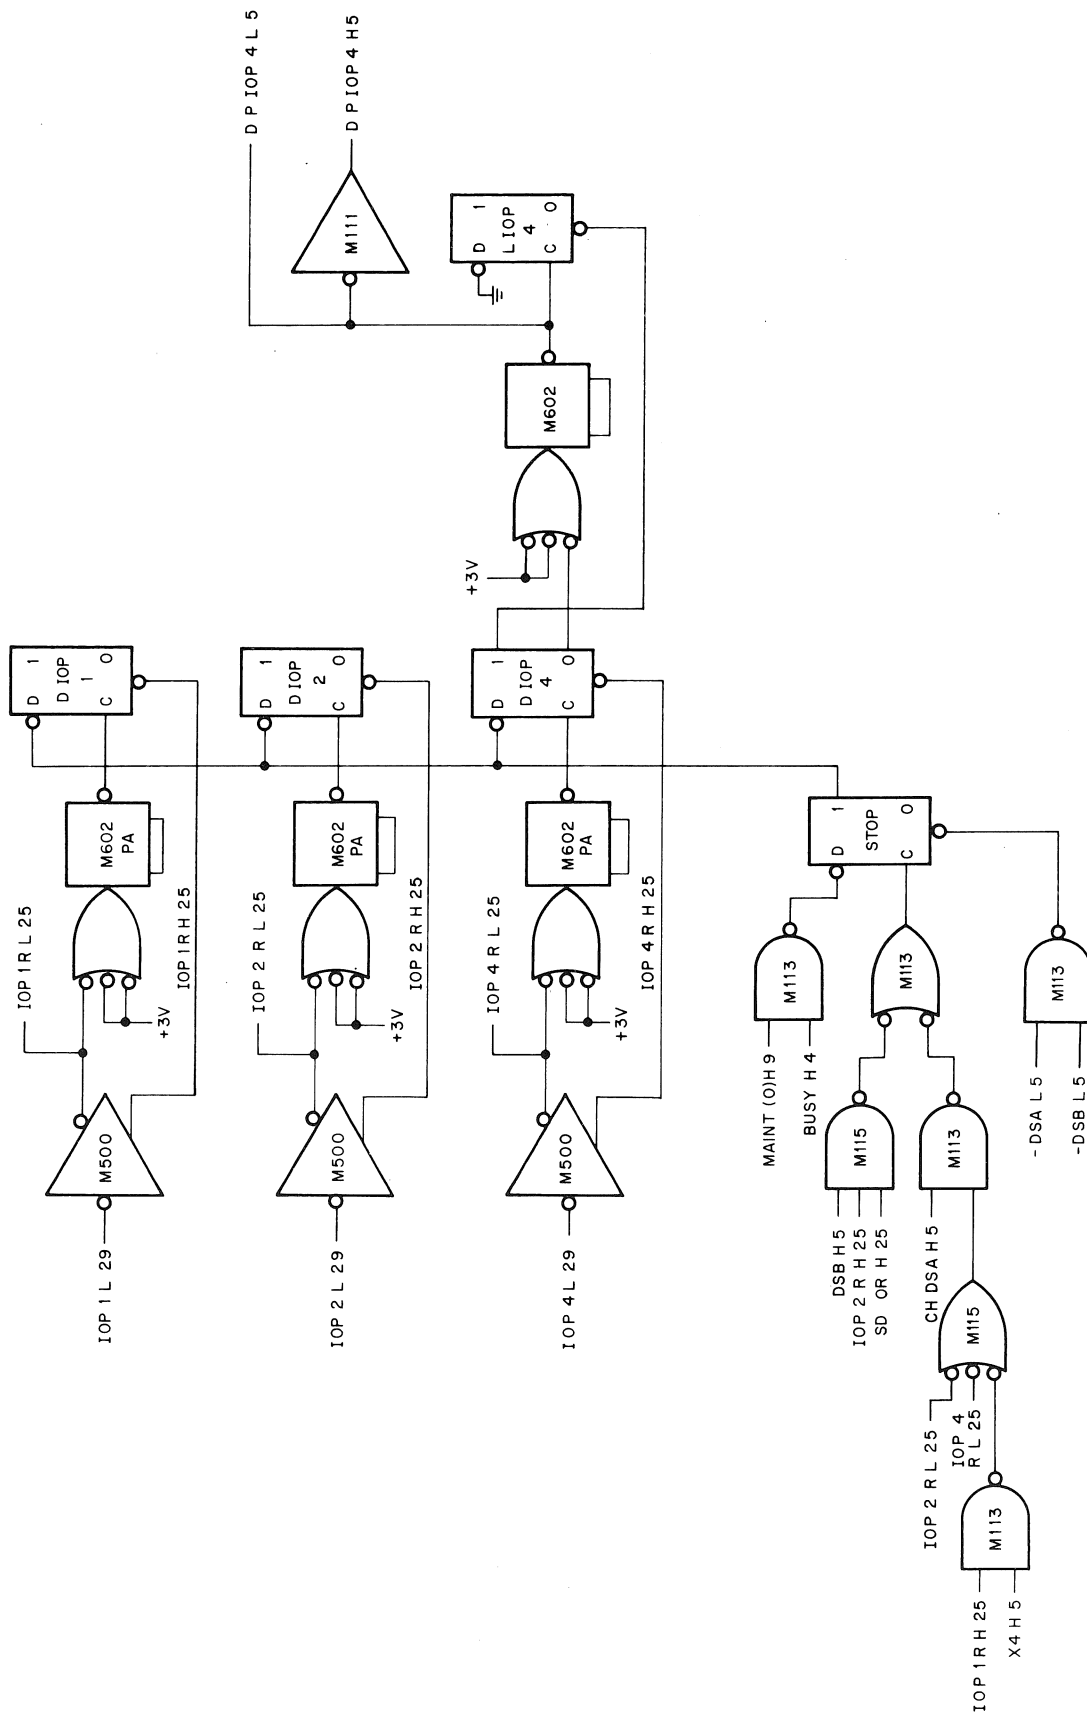 IOP 1 L 29
M500
IOP 1 R L 25
+3V
M602
PA
IOP 1 R H 25
D 1
D IOP
1
C 0
IOP 2 L 29
M500
IOP 2 R L 25
+3V
M602
PA
IOP 2 R H 25
D 1
D IOP
2
C 0
IOP 4 L 29
M500
IOP 4 R L 25
+3V
M602
PA
IOP 4 R H 25
D 1
D IOP
4
C 0
+3V
M602
D 1
L IOP
4
C 0
M111
D P IOP 4 L 5
D P IOP 4 H 5
MAINT (0) H 9
BUSY H 4
M113
D 1
STOP
C 0
DSB H 5
IOP 2 R H 25
SD OR H 25
M115
M113
CH DSA H 5
M113
IOP 2 R L 25
IOP 4
R L 25
M115
IOP 1 R H 25
X4 H 5
M113
-DSA L 5
-DSB L 5
M113